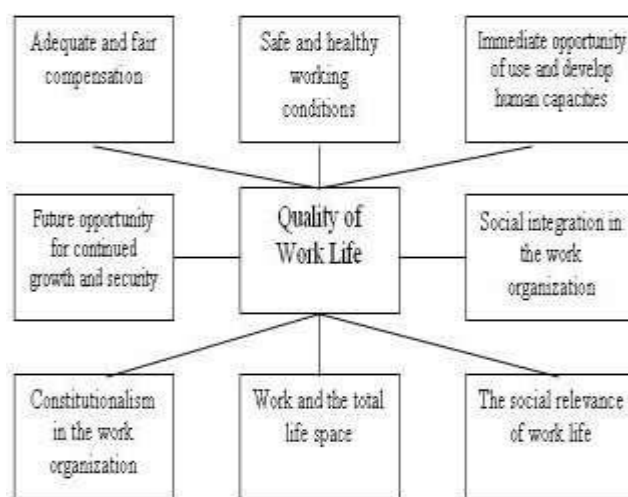 Adequate and fair
compensation
Safe and healthy
working
conditions
Immediate opportunity
of use and develop
human capacities
Future opportunity
for continued
growth and security
Quality of
Work Life
Social integration in
the work
organization
Constitutionalism
in the work
organization
Work and the total
life space
The social relevance
of work life